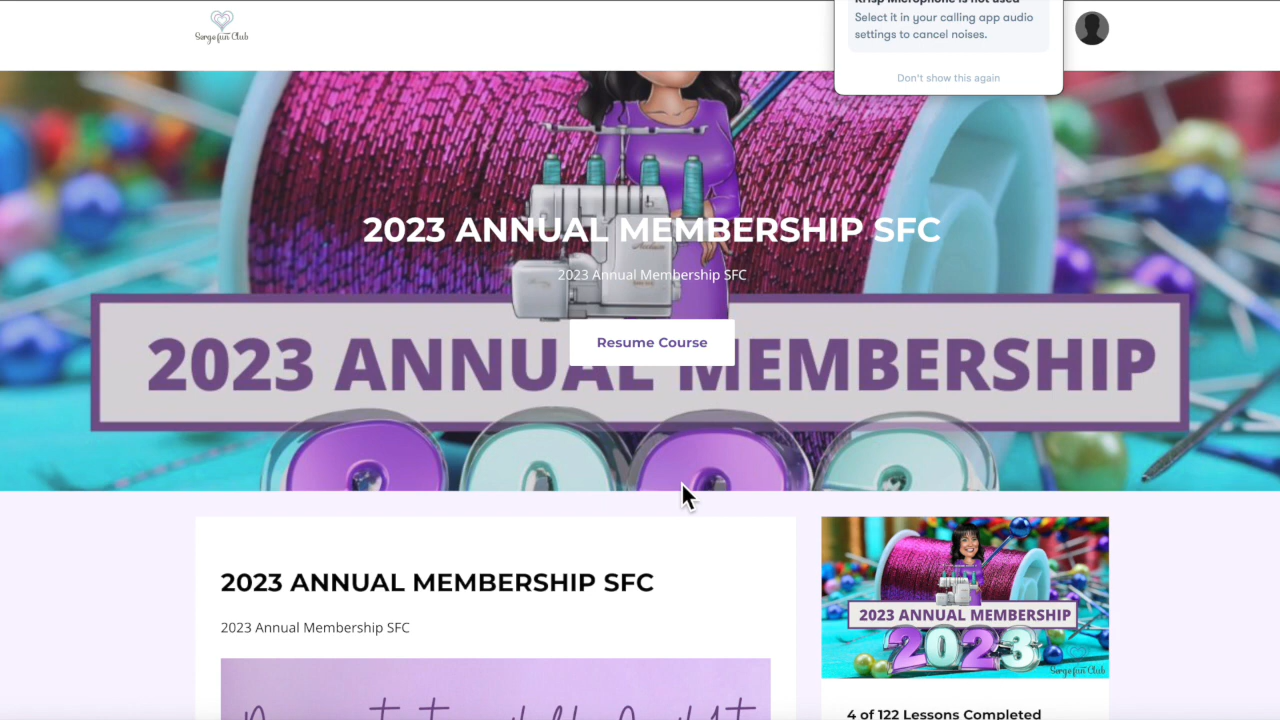 Serge fun Club
Krisp Microphone is not used
Select it in your calling app audio
settings to cancel noises.
Don't show this again
2023 ANNUAL MEMBERSHIP SFC
2023 Annual Membership SFC
Resume Course
2023 ANNUAL MEMBERSHIP
2023 ANNUAL MEMBERSHIP SFC
2023 Annual Membership SFC
2023 ANNUAL MEMBERSHIP
2023
Serge fun Club
4 of 122 Lessons Completed